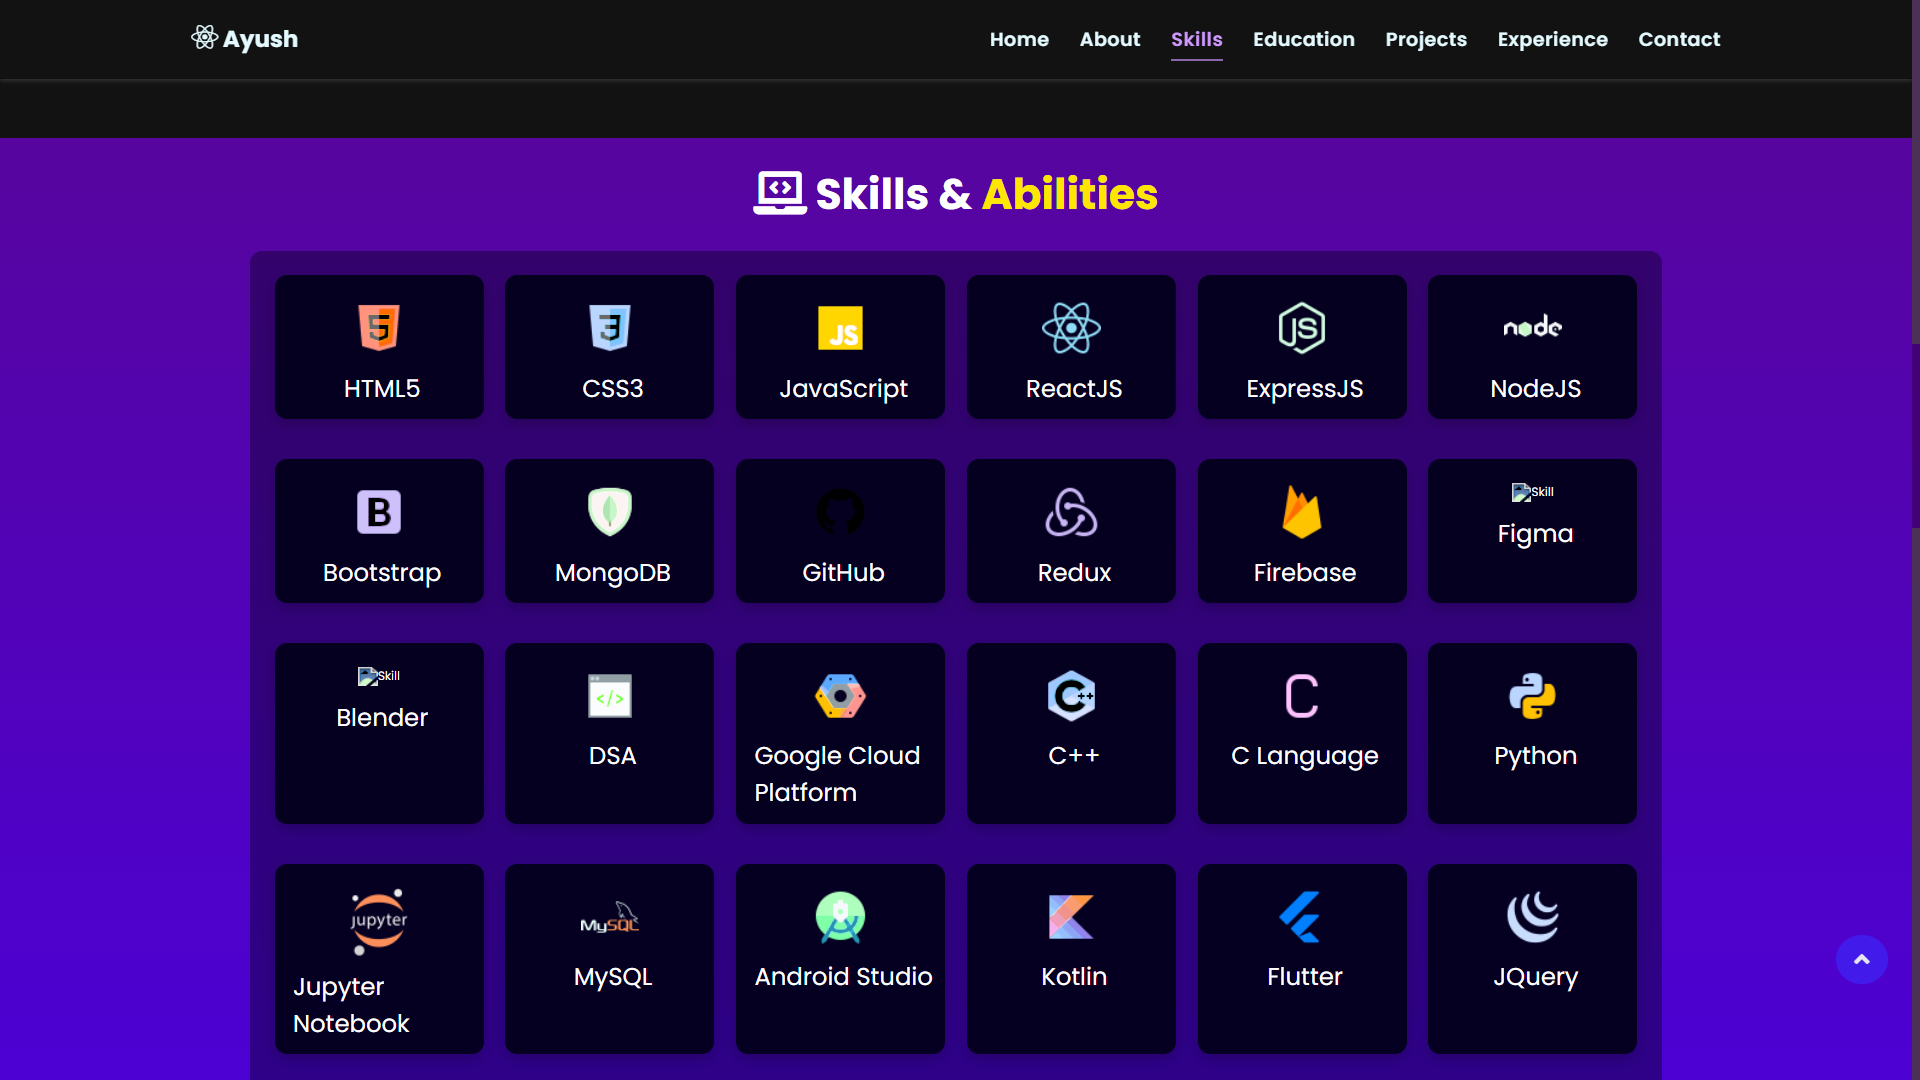 Ayush
Home About Skills Education Projects Experience Contact
Skills & Abilities
5 3 JS JS node
HTML5 CSS3 JavaScript ReactJS ExpressJS NodeJS
B Skill
Bootstrap MongoDB GitHub Redux Firebase Figma
Skill </> C++ C
Blender DSA Google Cloud Platform C++ C Language Python
jupyter MySQL
Jupyter Notebook MySQL Android Studio Kotlin Flutter JQuery